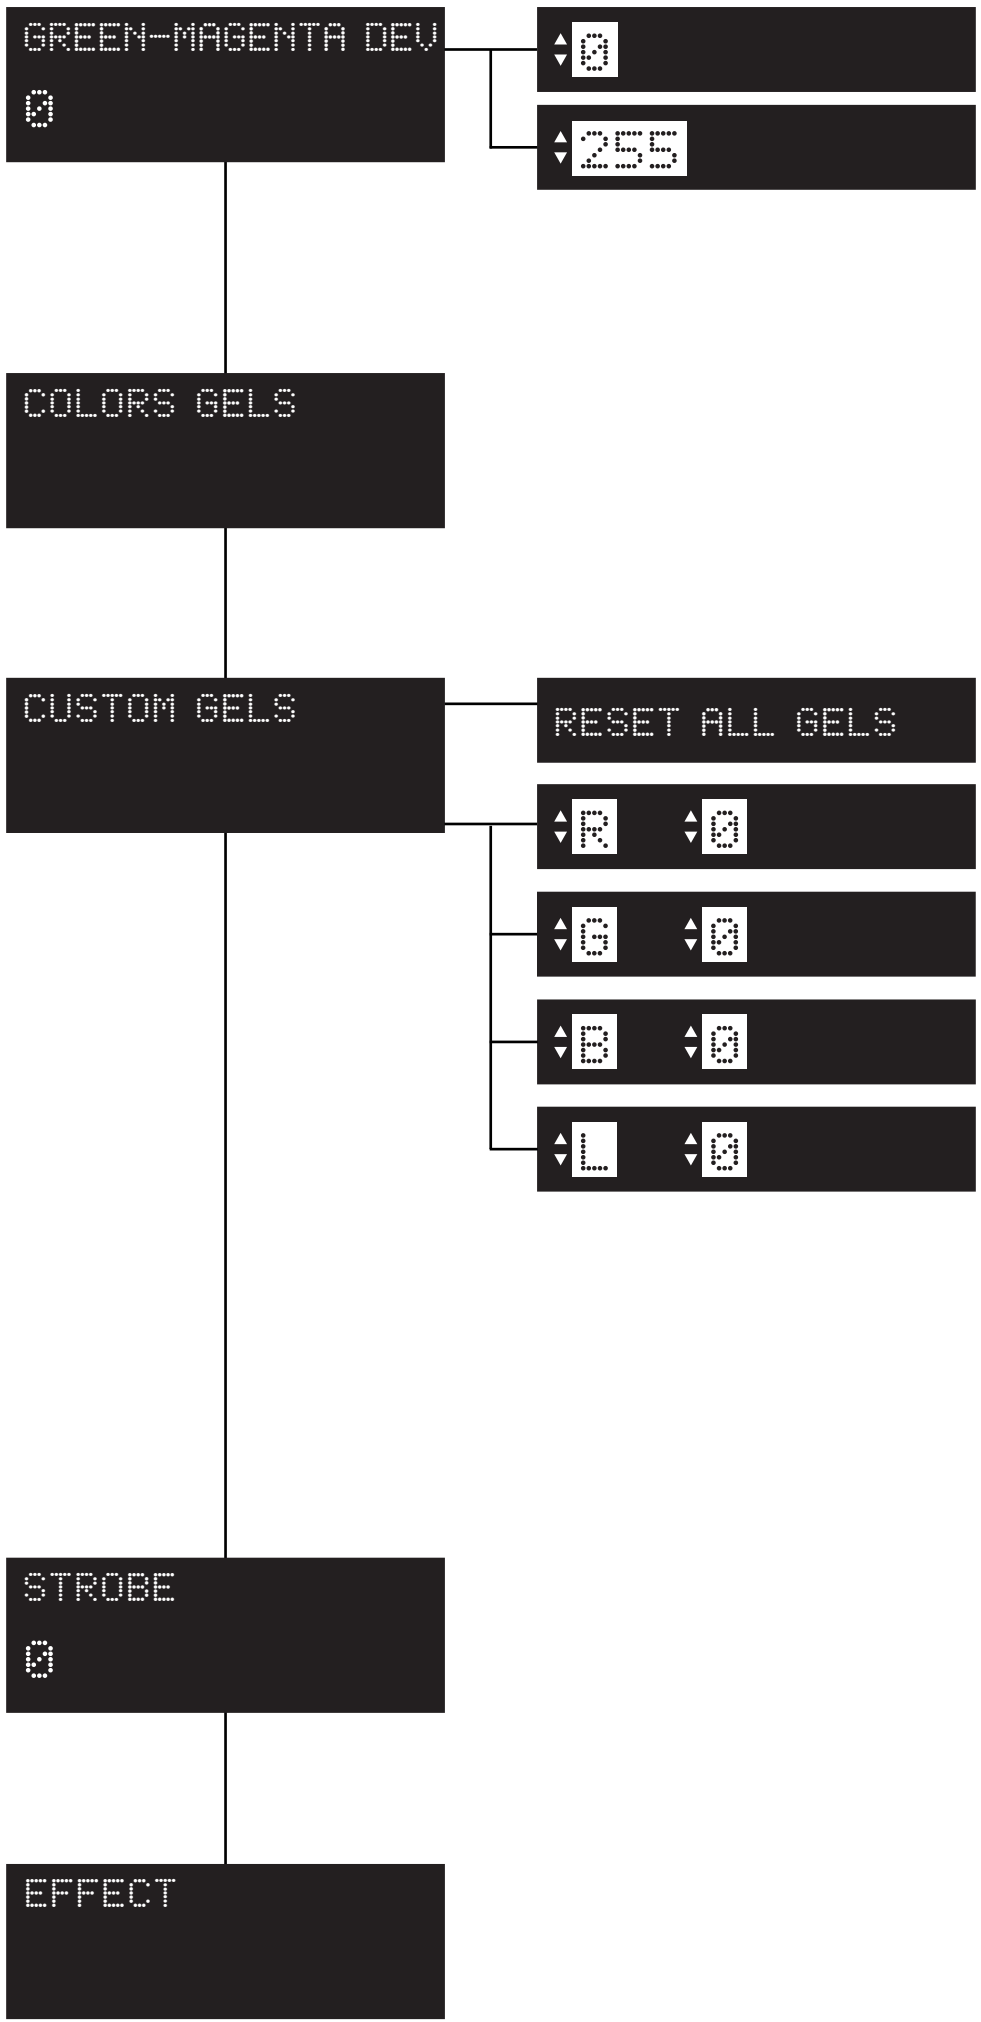 GREEN-MAGENTA DEV
0
0
255
COLORS GELS
CUSTOM GELS
RESET ALL GELS
R 0
G 0
B 0
L 0
STROBE
0
EFFECT